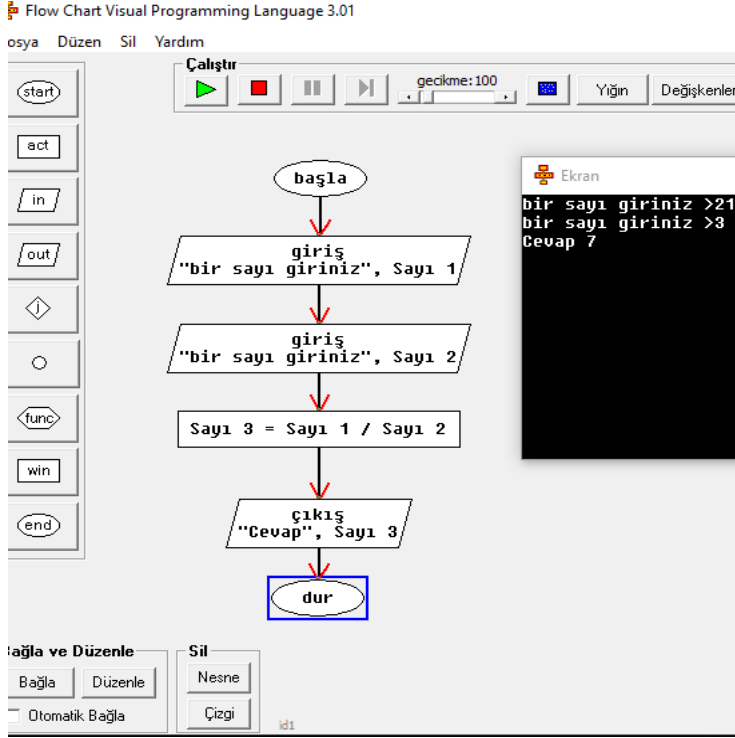 Flow Chart Visual Programming Language 3.01
osya Düzen Sil Yardım
Çalıştır
gecikme:100
Yığın
Değişkenler
start
act
in
out
j
func
win
end
başla
giriş
"bir sayı giriniz", Sayı 1
giriş
"bir sayı giriniz", Sayı 2
Sayı 3 = Sayı 1 / Sayı 2
çıkış
"Cevap", Sayı 3
dur
Ekran
bir sayı giriniz >21
bir sayı giriniz >3
Cevap 7
ağla ve Düzenle
Bağla
Düzenle
Otomatik Bağla
Sil
Nesne
Çizgi
id1